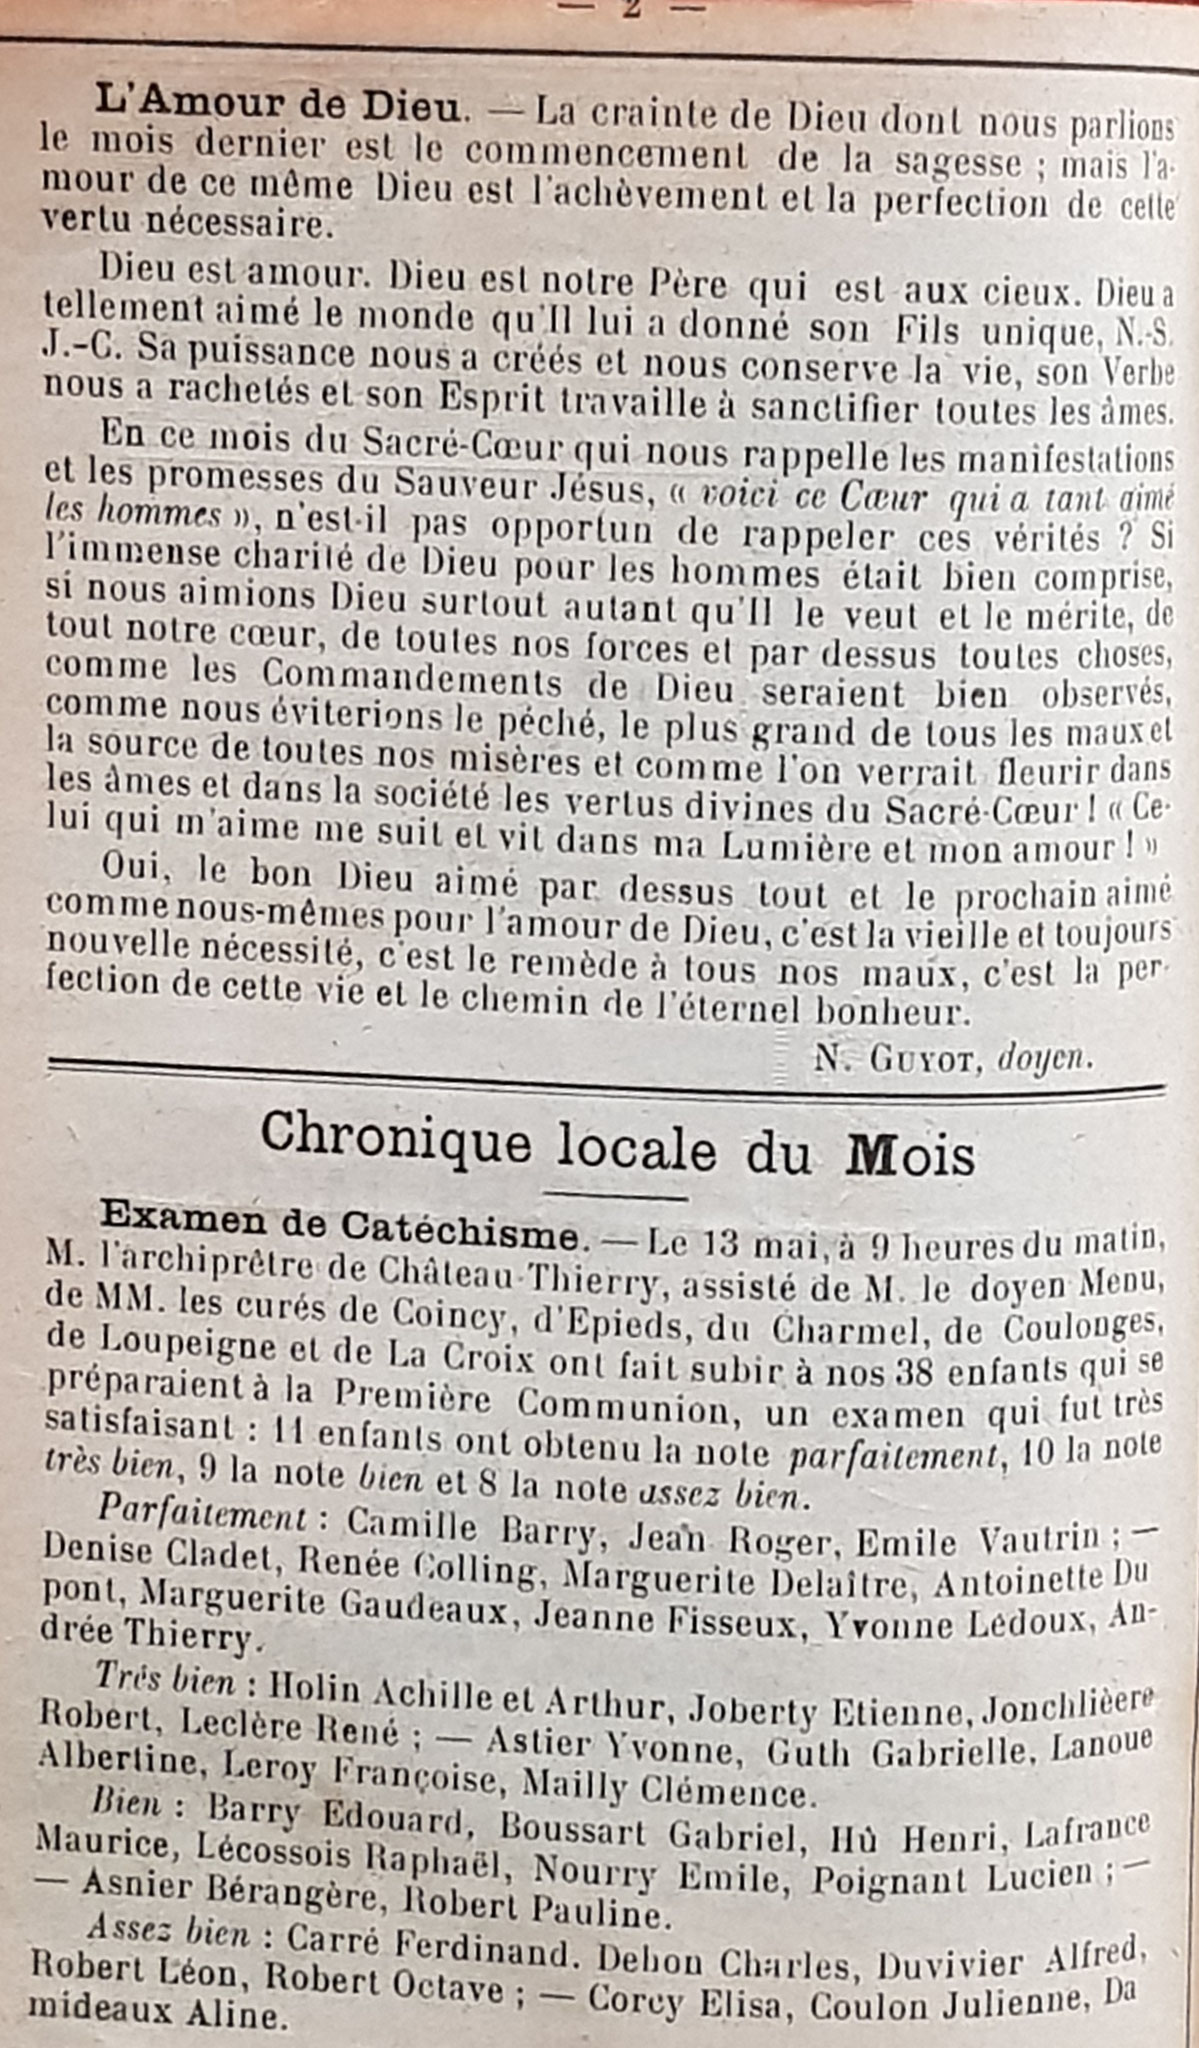 — 2 —
L'Amour de Dieu. — La crainte de Dieu dont nous parlions
le mois dernier est le commencement de la sagesse ; mais l'a-
mour de ce même Dieu est l'achèvement et la perfection de cette
vertu nécessaire.
Dieu est amour. Dieu est notre Père qui est aux cieux. Dieu a
tellement aimé le monde qu'Il lui a donné son Fils unique, N.-S.
J.-C. Sa puissance nous a créés et nous conserve la vie, son Verbe
nous a rachetés et son Esprit travaille à sanctifier toutes les âmes.
En ce mois du Sacré-Cœur qui nous rappelle les manifestations
et les promesses du Sauveur Jésus, « voici ce Cœur qui a tant aimé
les hommes », n'est-il pas opportun de rappeler ces vérités ? Si
l'immense charité de Dieu pour les hommes était bien comprise,
si nous aimions Dieu surtout autant qu'Il le veut et le mérite, de
tout notre cœur, de toutes nos forces et par dessus toutes choses,
comme les Commandements de Dieu seraient bien observés,
comme nous éviterions le péché, le plus grand de tous les maux et
la source de toutes nos misères et comme l'on verrait fleurir dans
les âmes et dans la société les vertus divines du Sacré-Cœur ! « Ce-
lui qui m'aime me suit et vit dans ma Lumière et mon amour ! »
Oui, le bon Dieu aimé par dessus tout et le prochain aimé
comme nous-mêmes pour l'amour de Dieu, c'est la vieille et toujours
nouvelle nécessité, c'est le remède à tous nos maux, c'est la per-
fection de cette vie et le chemin de l'éternel bonheur.
N. GUYOT, doyen.
Chronique locale du Mois
Examen de Catéchisme. — Le 13 mai, à 9 heures du matin,
M. l'archiprêtre de Château-Thierry, assisté de M. le doyen Menu,
de MM. les curés de Coincy, d'Epieds, du Charmel, de Coulonges,
de Loupeigne et de La Croix ont fait subir à nos 38 enfants qui se
préparaient à la Première Communion, un examen qui fut très
satisfaisant : 11 enfants ont obtenu la note parfaitement, 10 la note
très bien, 9 la note bien et 8 la note assez bien.
Parfaitement : Camille Barry, Jean Roger, Emile Vautrin ; —
Denise Cladet, Renée Colling, Marguerite Delaître, Antoinette Du
pont, Marguerite Gaudeaux, Jeanne Fisseux, Yvonne Lédoux, An-
drée Thierry.
Trés bien : Holin Achille et Arthur, Joberty Etienne, Jonchlièere
Robert, Leclère René ; — Astier Yvonne, Guth Gabrielle, Lanoue
Albertine, Leroy Françoise, Mailly Clémence.
Bien : Barry Edouard, Boussart Gabriel, Hû Henri, Lafrance
Maurice, Lécossois Raphaël, Nourry Emile, Poignant Lucien ; —
— Asnier Bérangère, Robert Pauline.
Assez bien : Carré Ferdinand. Dehon Charles, Duvivier Alfred,
Robert Léon, Robert Octave ; — Corcy Elisa, Coulon Julienne, Da
mideaux Aline.